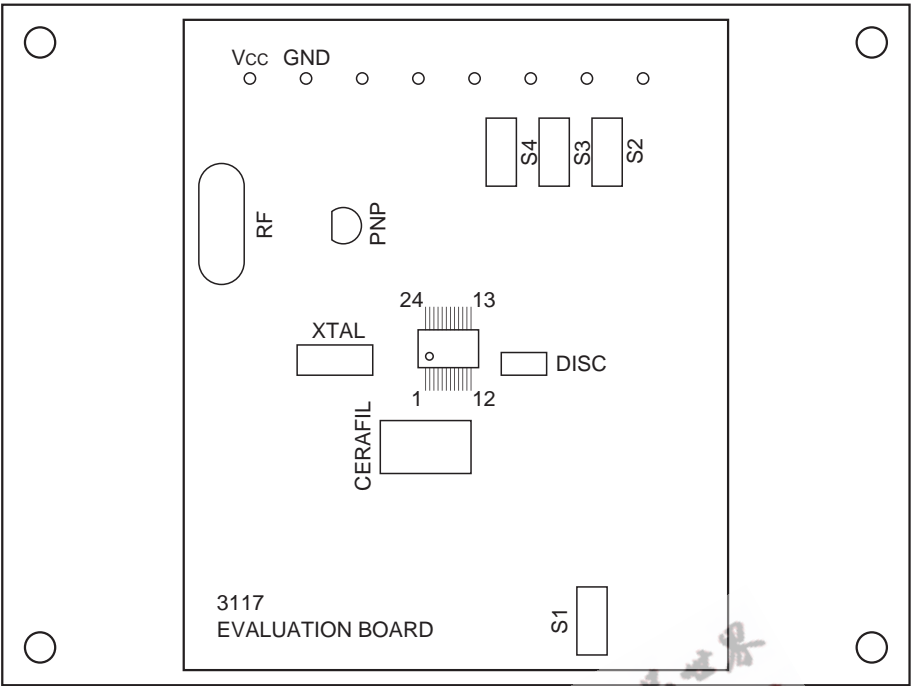 Vcc GND
S4 S3 S2
RF
PNP
24 13
XTAL
DISC
1 12
CERAFIL
3117
EVALUATION BOARD
S1